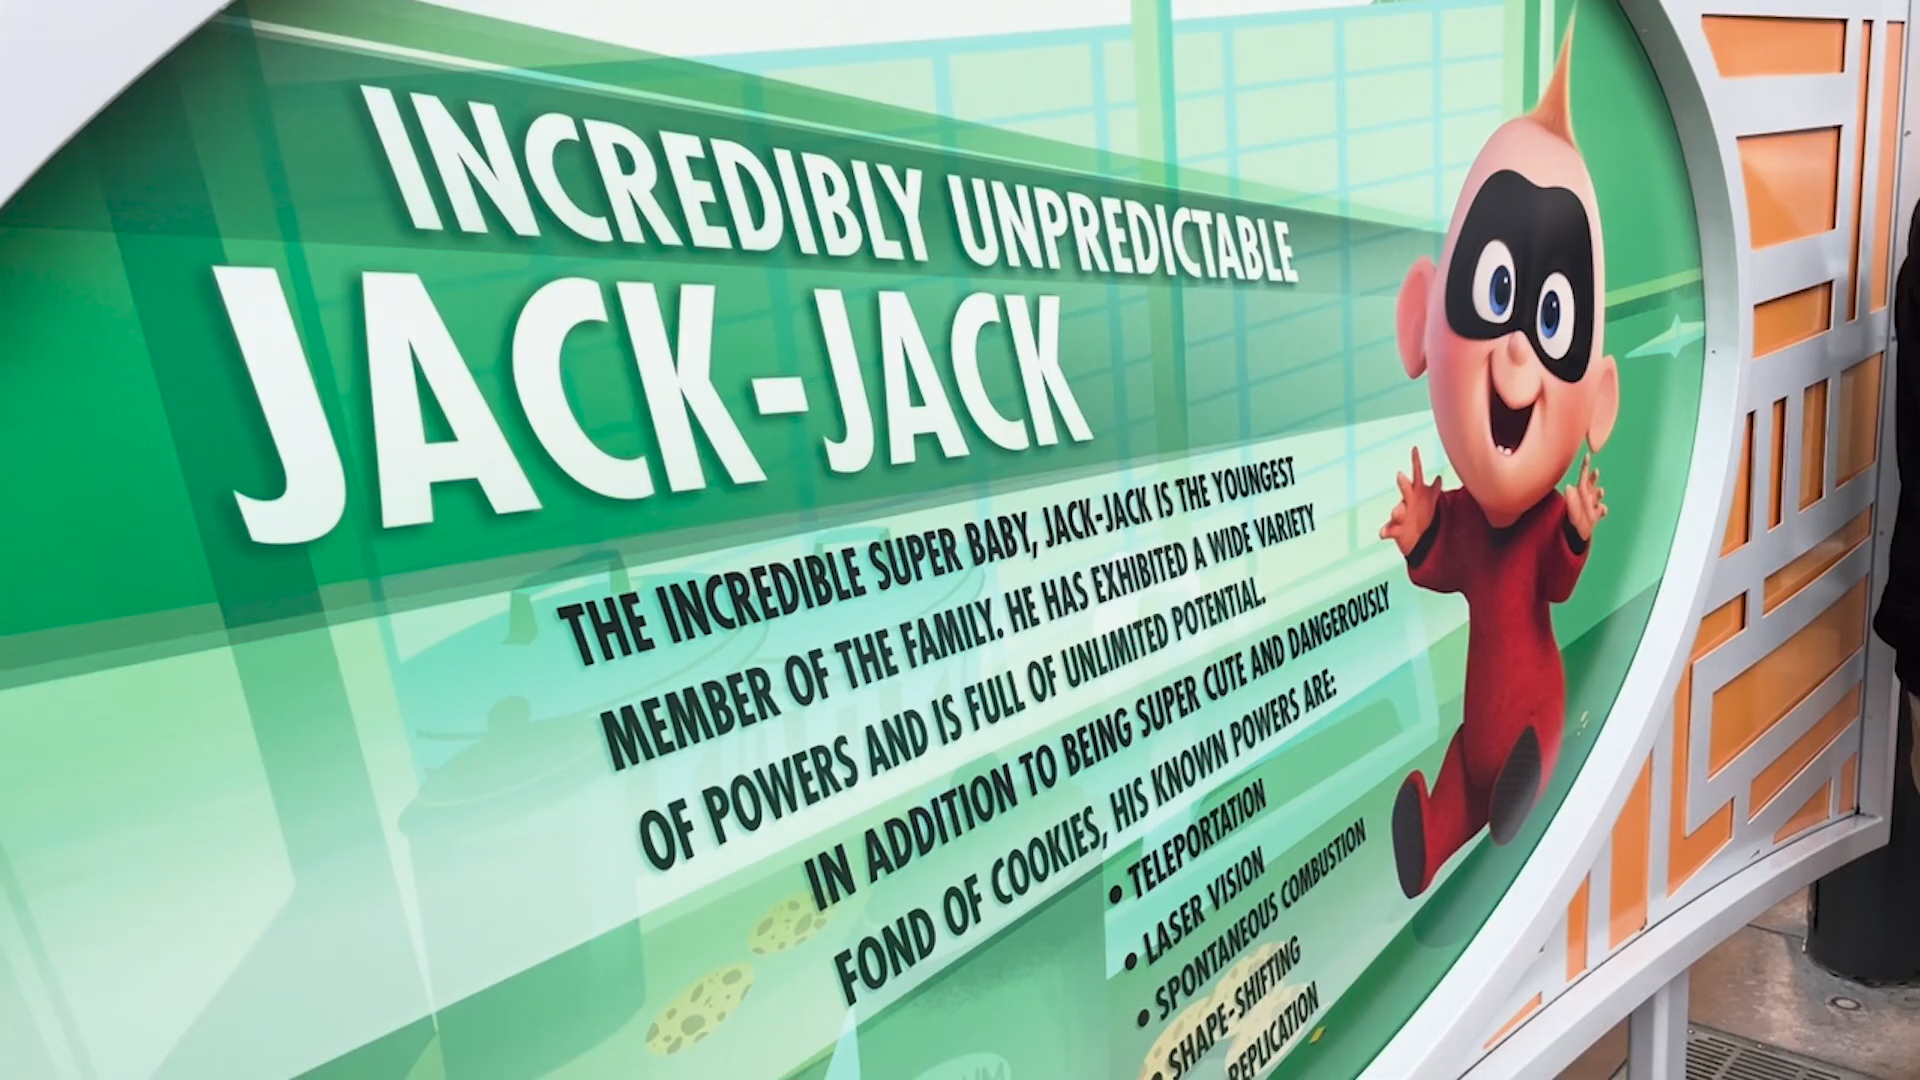 INCREDIBLY UNPREDICTABLE
JACK-JACK
THE INCREDIBLE SUPER BABY, JACK-JACK IS THE YOUNGEST
MEMBER OF THE FAMILY. HE HAS EXHIBITED A WIDE VARIETY
OF POWERS AND IS FULL OF UNLIMITED POTENTIAL.
IN ADDITION TO BEING SUPER CUTE AND DANGEROUSLY
FOND OF COOKIES, HIS KNOWN POWERS ARE:
• TELEPORTATION
• LASER VISION
• SPONTANEOUS COMBUSTION
• SHAPE-SHIFTING
REPLICATION